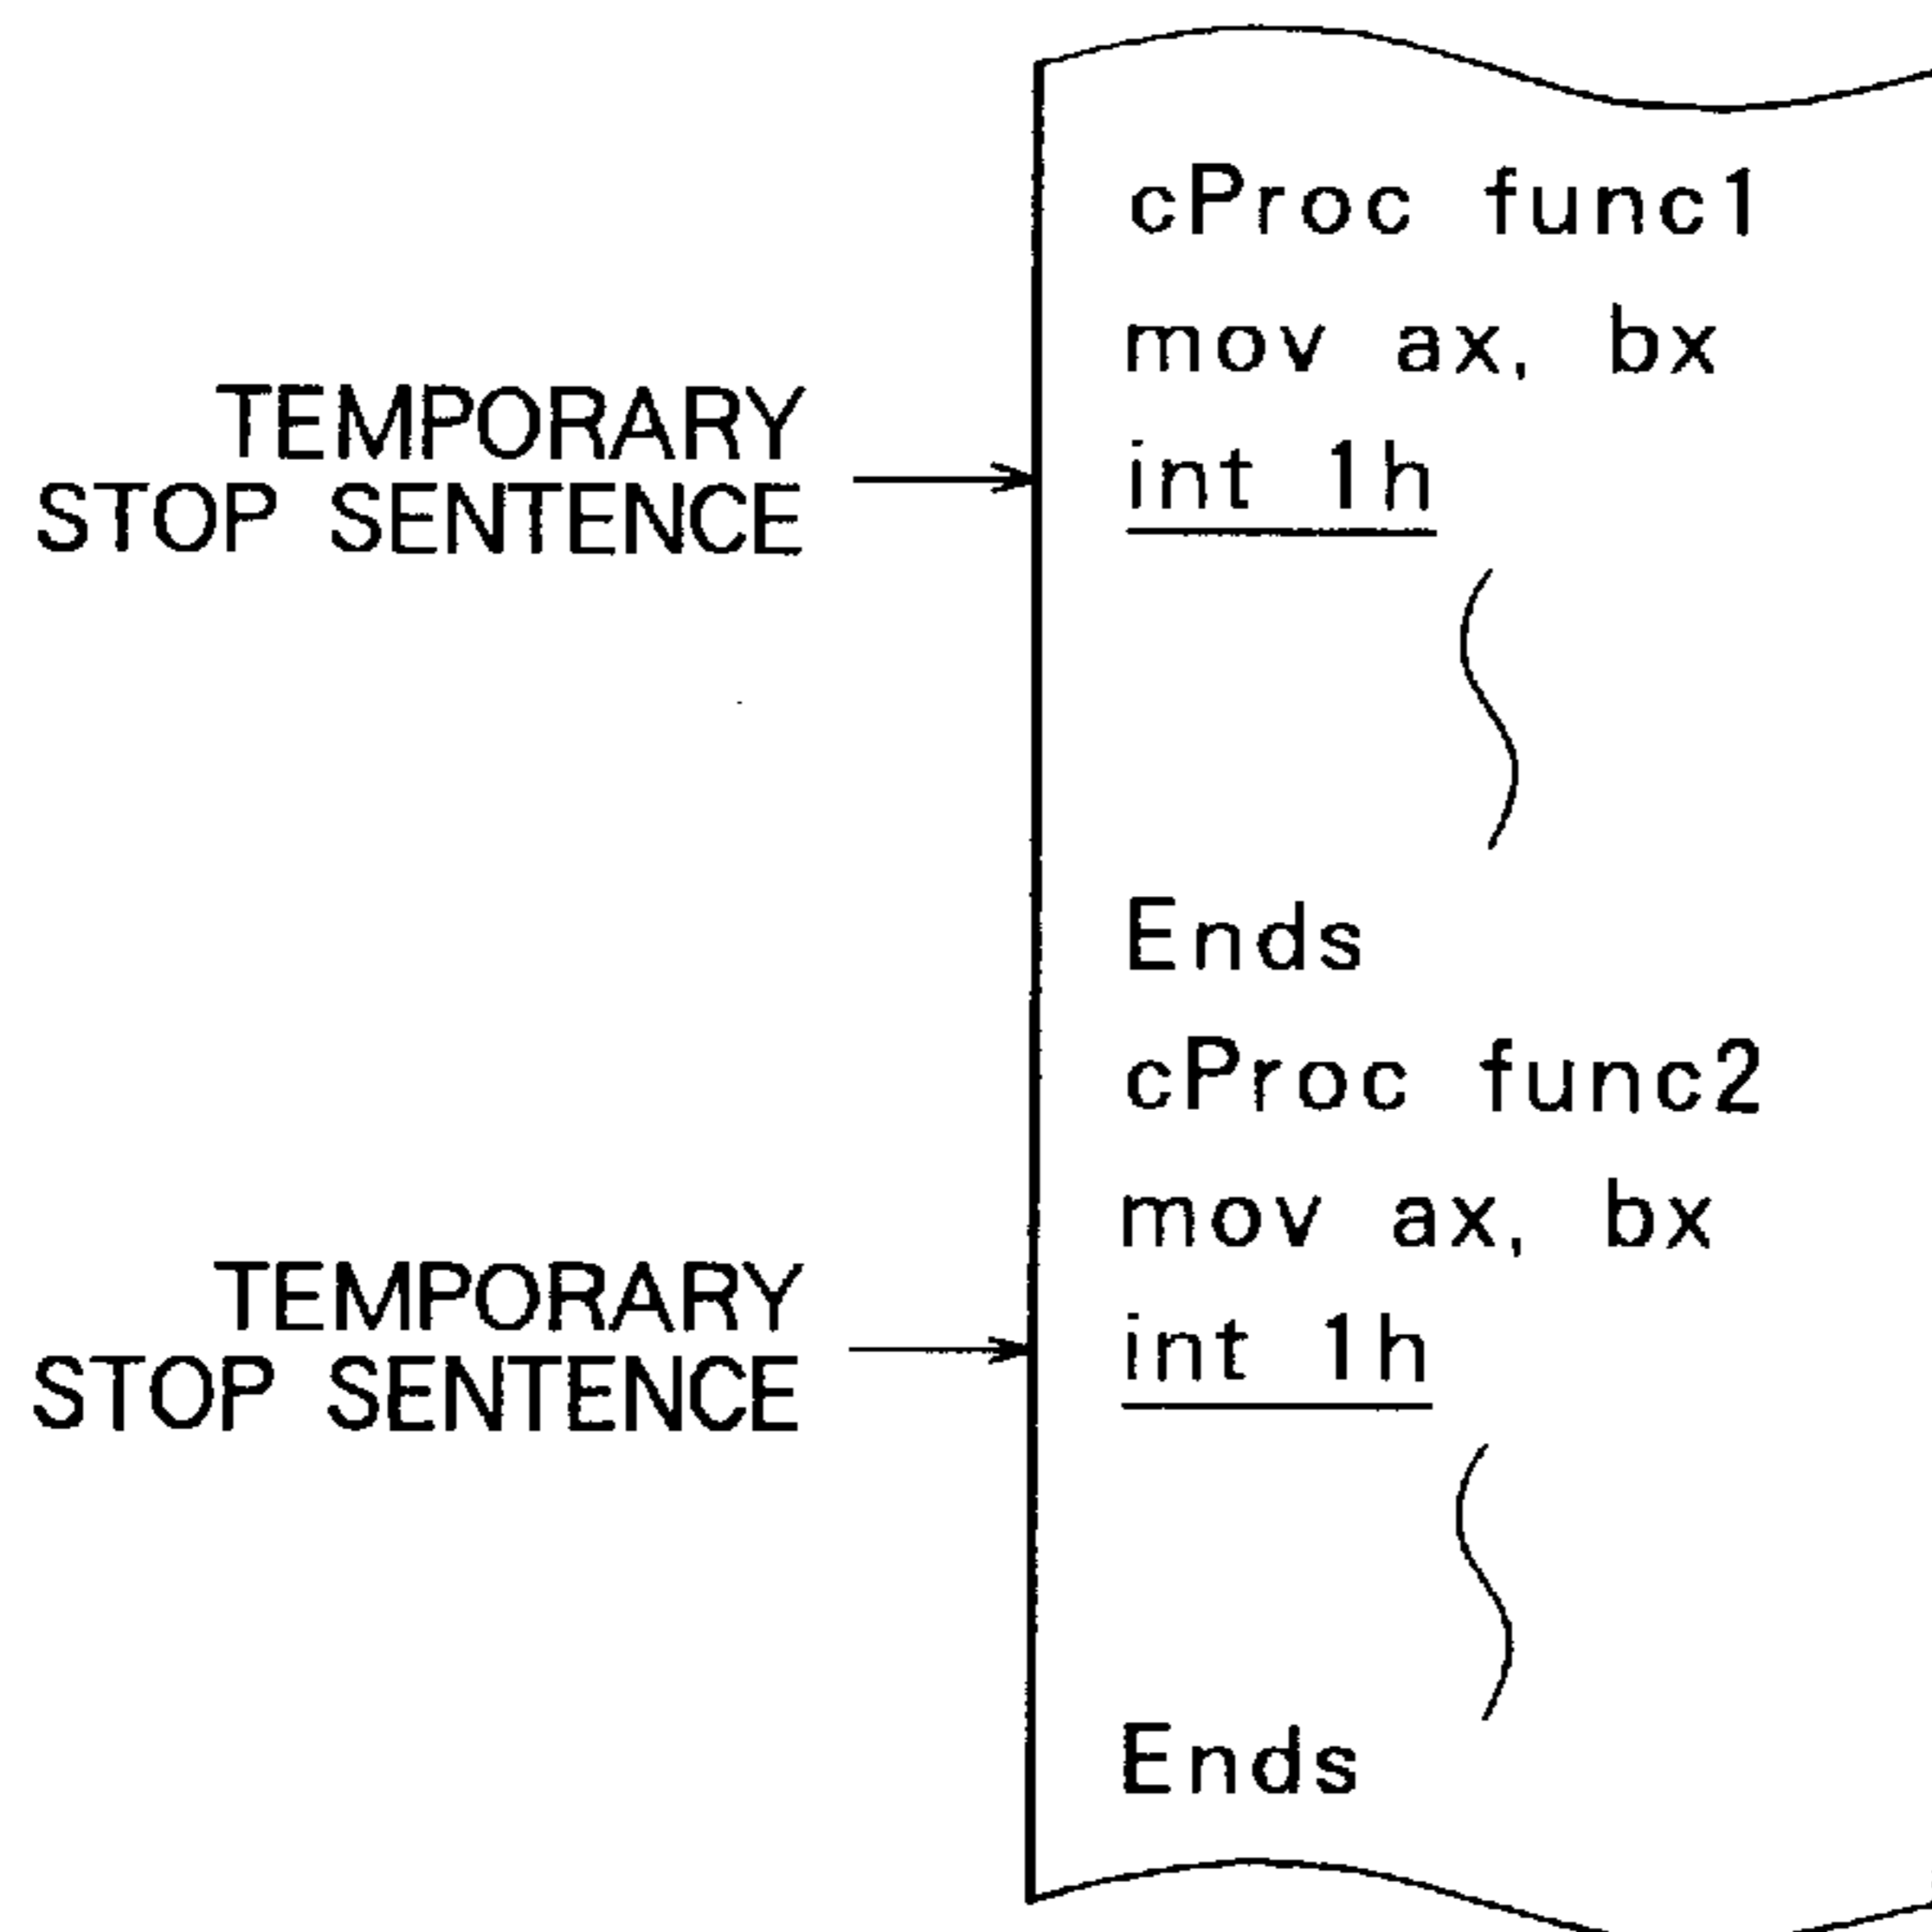 cProc func1
mov ax, bx
TEMPORARY
STOP SENTENCE
int 1h
Ends
cProc func2
mov ax, bx
TEMPORARY
STOP SENTENCE
int 1h
Ends